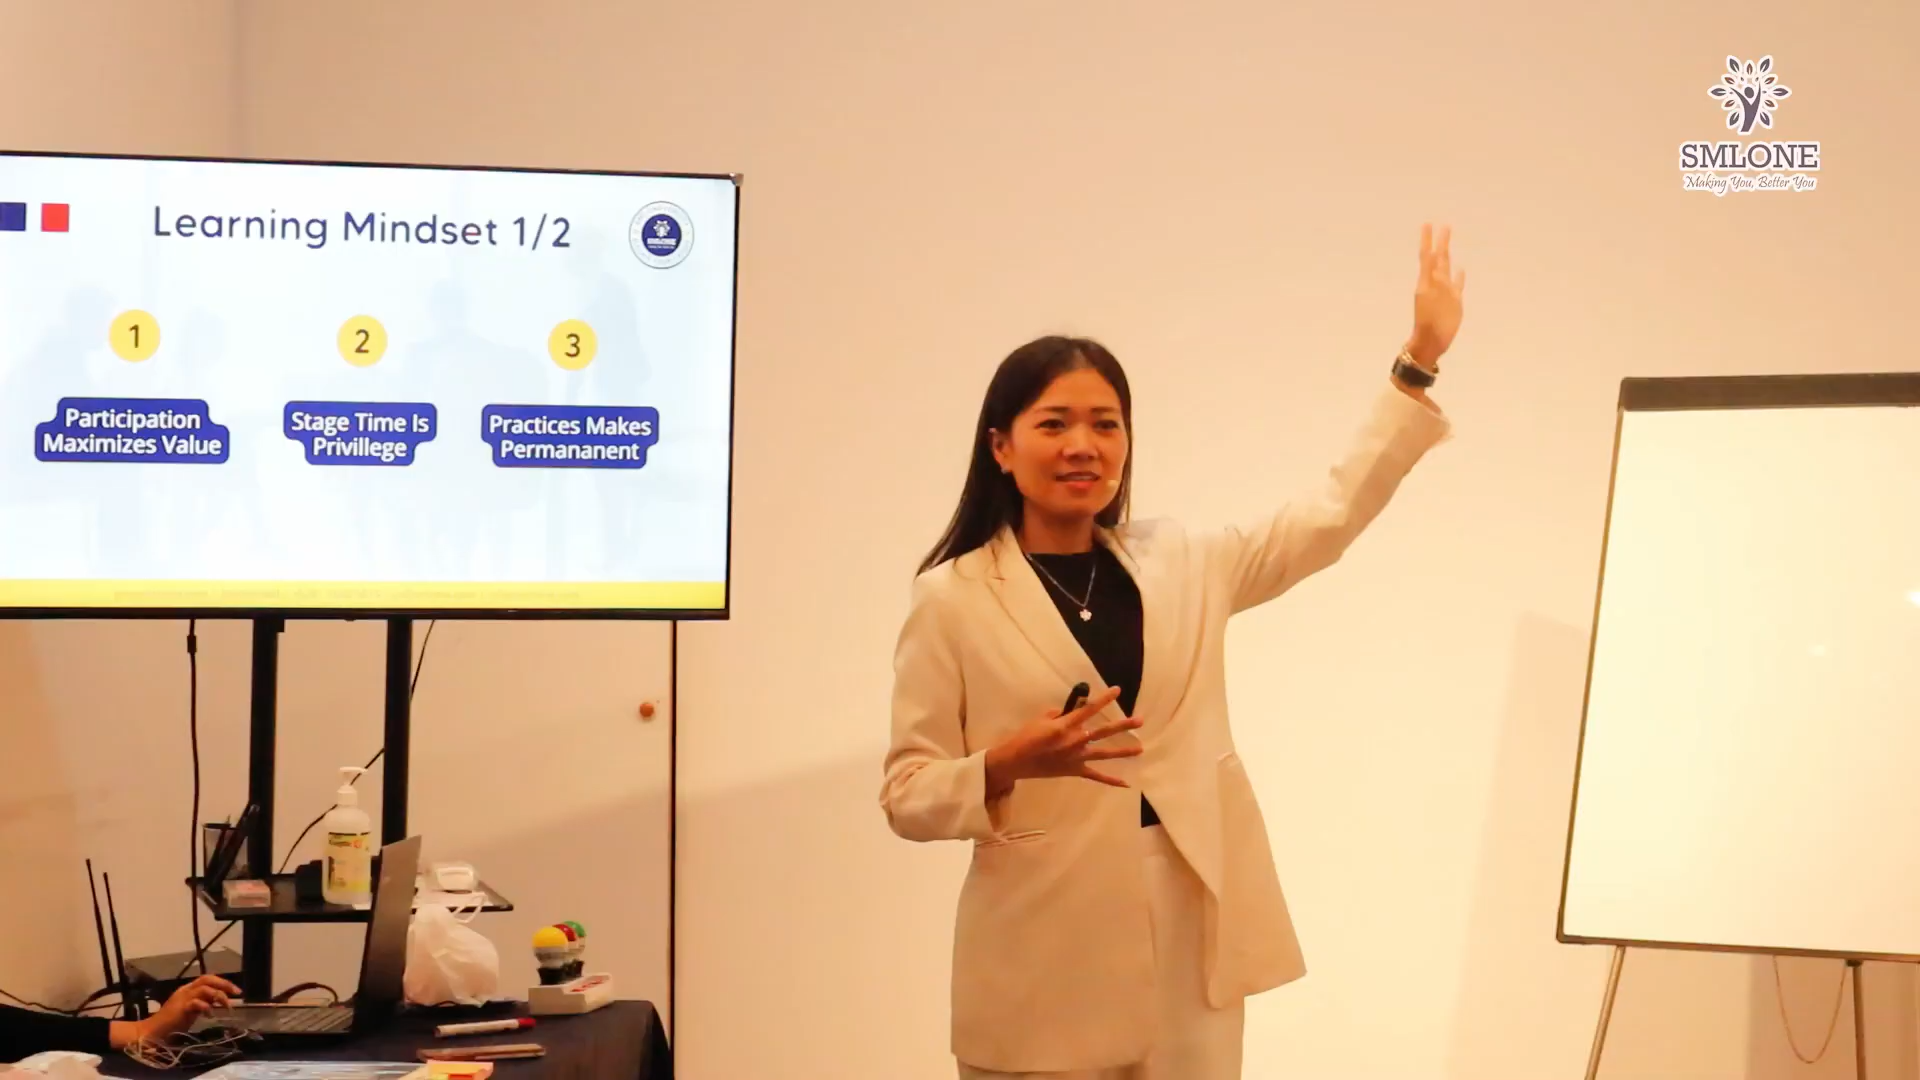 Learning Mindset 1/2
SMLONE
1
Participation
Maximizes Value
2
Stage Time Is
Privillege
3
Practices Makes
Permananent
SMLONE
Making You, Better You